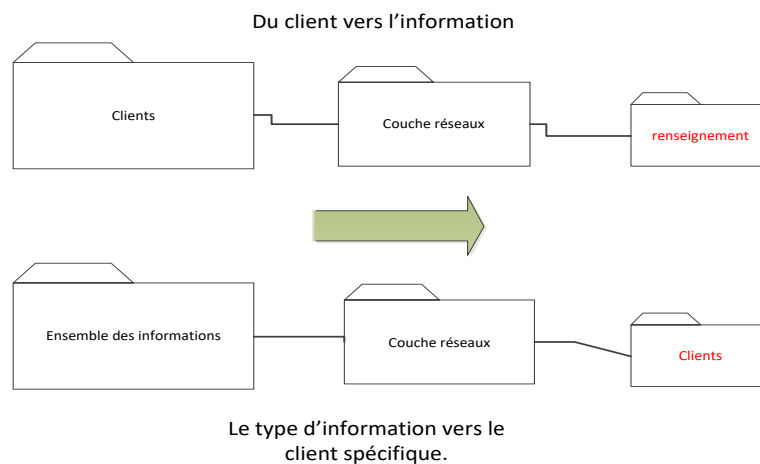 Du client vers l'information
Clients
Couche réseaux
renseignement
Ensemble des informations
Couche réseaux
Clients
Le type d'information vers le
client spécifique.